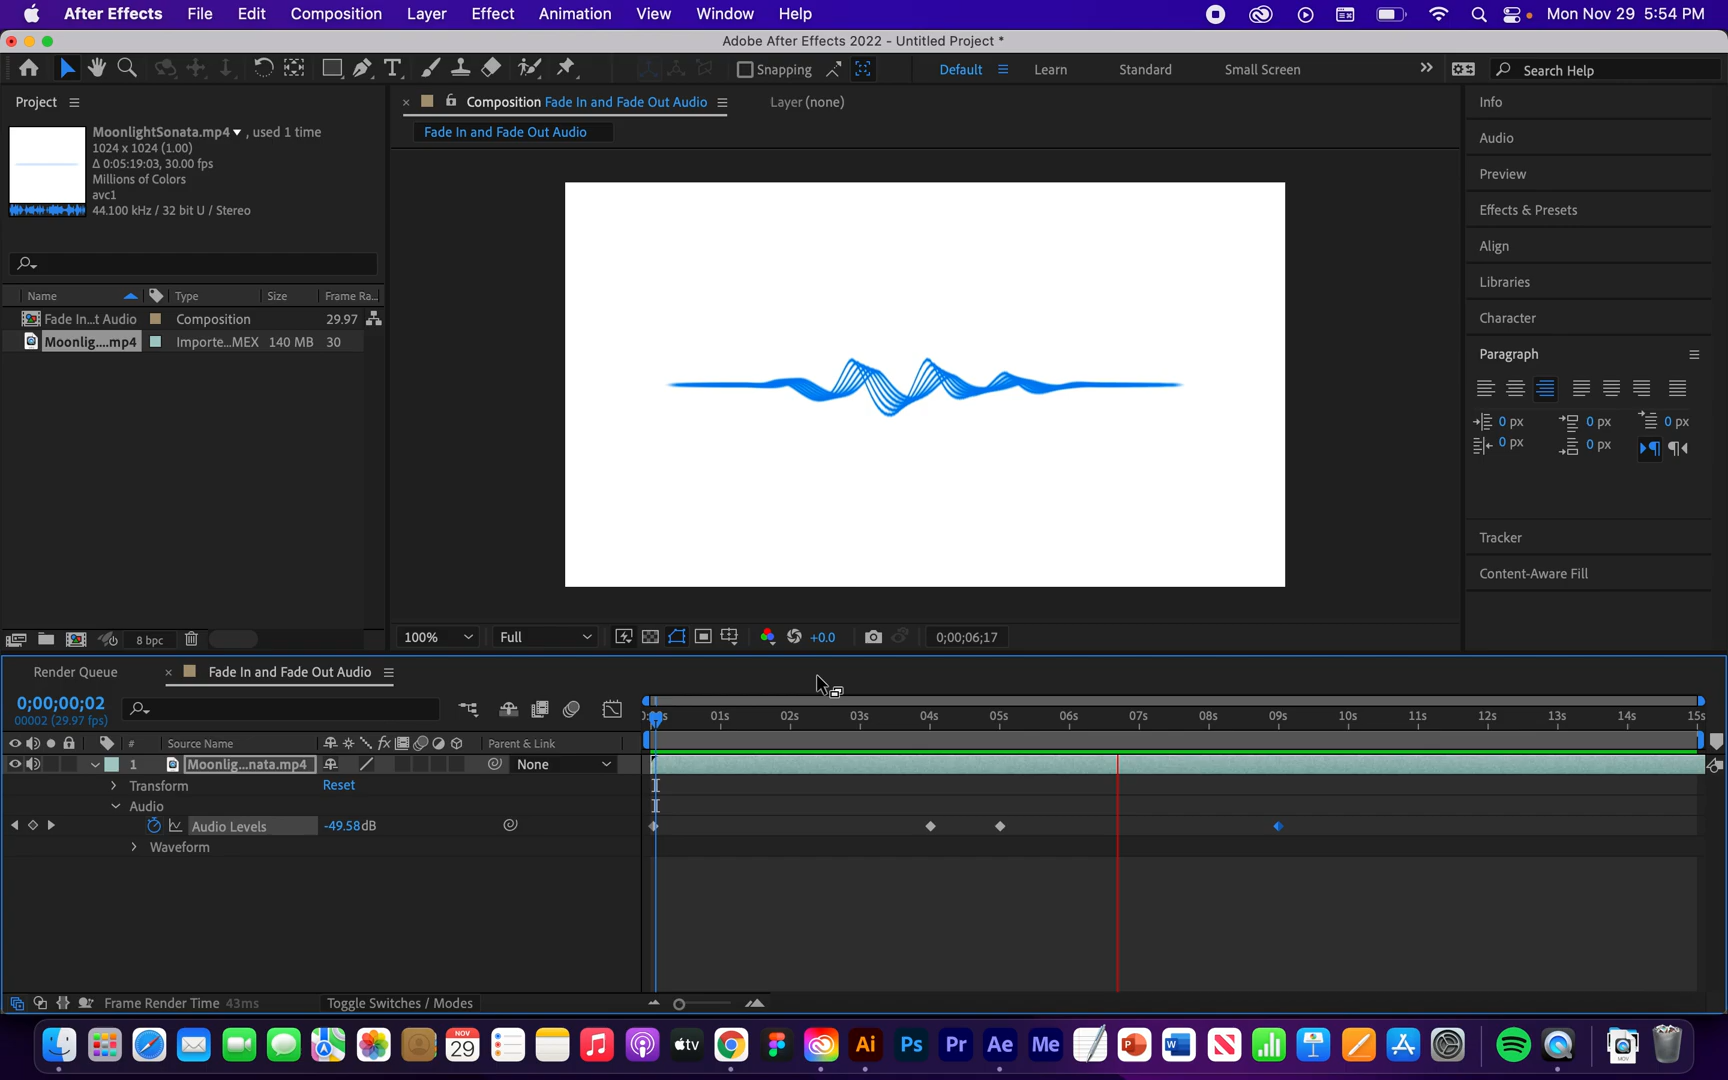 After Effects File Edit Composition Layer Effect Animation View Window Help Mon Nov 29 5:54 PM
Adobe After Effects 2022 - Untitled Project *
Snapping Default Learn Standard Small Screen Search Help
Project
MoonlightSonata.mp4 , used 1 time
1024 x 1024 (1.00)
Δ 0:05:19:03, 30.00 fps
Millions of Colors
avc1
44.100 kHz / 32 bit U / Stereo
Name Type Size Frame Ra...
Fade In...t Audio Composition 29.97
Moonlig....mp4 Importe...MEX 140 MB 30
8 bpc
Composition Fade In and Fade Out Audio Layer (none)
Fade In and Fade Out Audio
100% Full +0.0 0;00;06;17
Info
Audio
Preview
Effects & Presets
Align
Libraries
Character
Paragraph
0 px 0 px 0 px
0 px 0 px
Tracker
Content-Aware Fill
Render Queue Fade In and Fade Out Audio
0;00;00;02
00002 (29.97 fps)
01s 02s 03s 04s 05s 06s 07s 08s 09s 10s 11s 12s 13s 14s 15s
# Source Name Parent & Link
1 Moonlig...nata.mp4 None
Transform Reset
Audio
Audio Levels -49.58dB
Waveform
Frame Render Time 43ms Toggle Switches / Modes
NOV
29
tv
Ai Ps Pr Ae Me